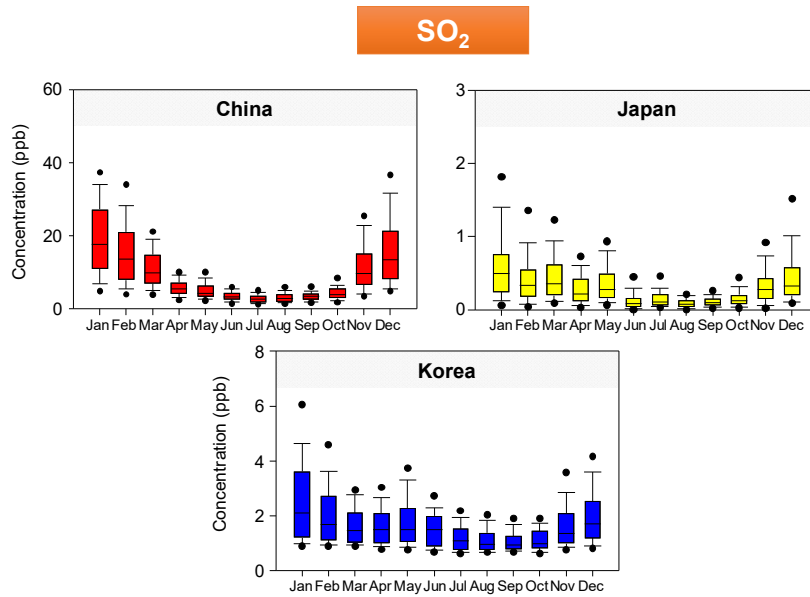 SO2
China
Concentration (ppb)
60
40
20
0
Jan Feb Mar Apr May Jun Jul Aug Sep Oct Nov Dec
Japan
3
2
1
0
Jan Feb Mar Apr May Jun Jul Aug Sep Oct Nov Dec
Korea
Concentration (ppb)
8
6
4
2
0
Jan Feb Mar Apr May Jun Jul Aug Sep Oct Nov Dec